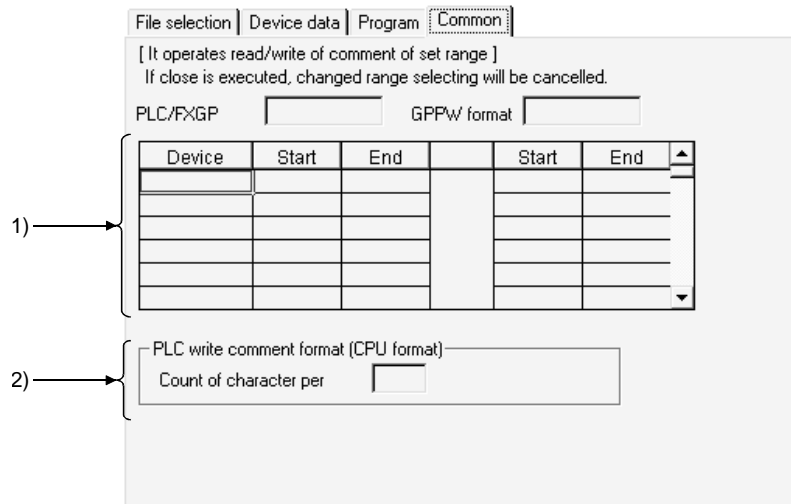 File selection Device data Program Common
[ It operates read/write of comment of set range ]
If close is executed, changed range selecting will be cancelled.
PLC/FXGP GPPW format
Device Start End Start End
1)
PLC write comment format (CPU format)
2) Count of character per